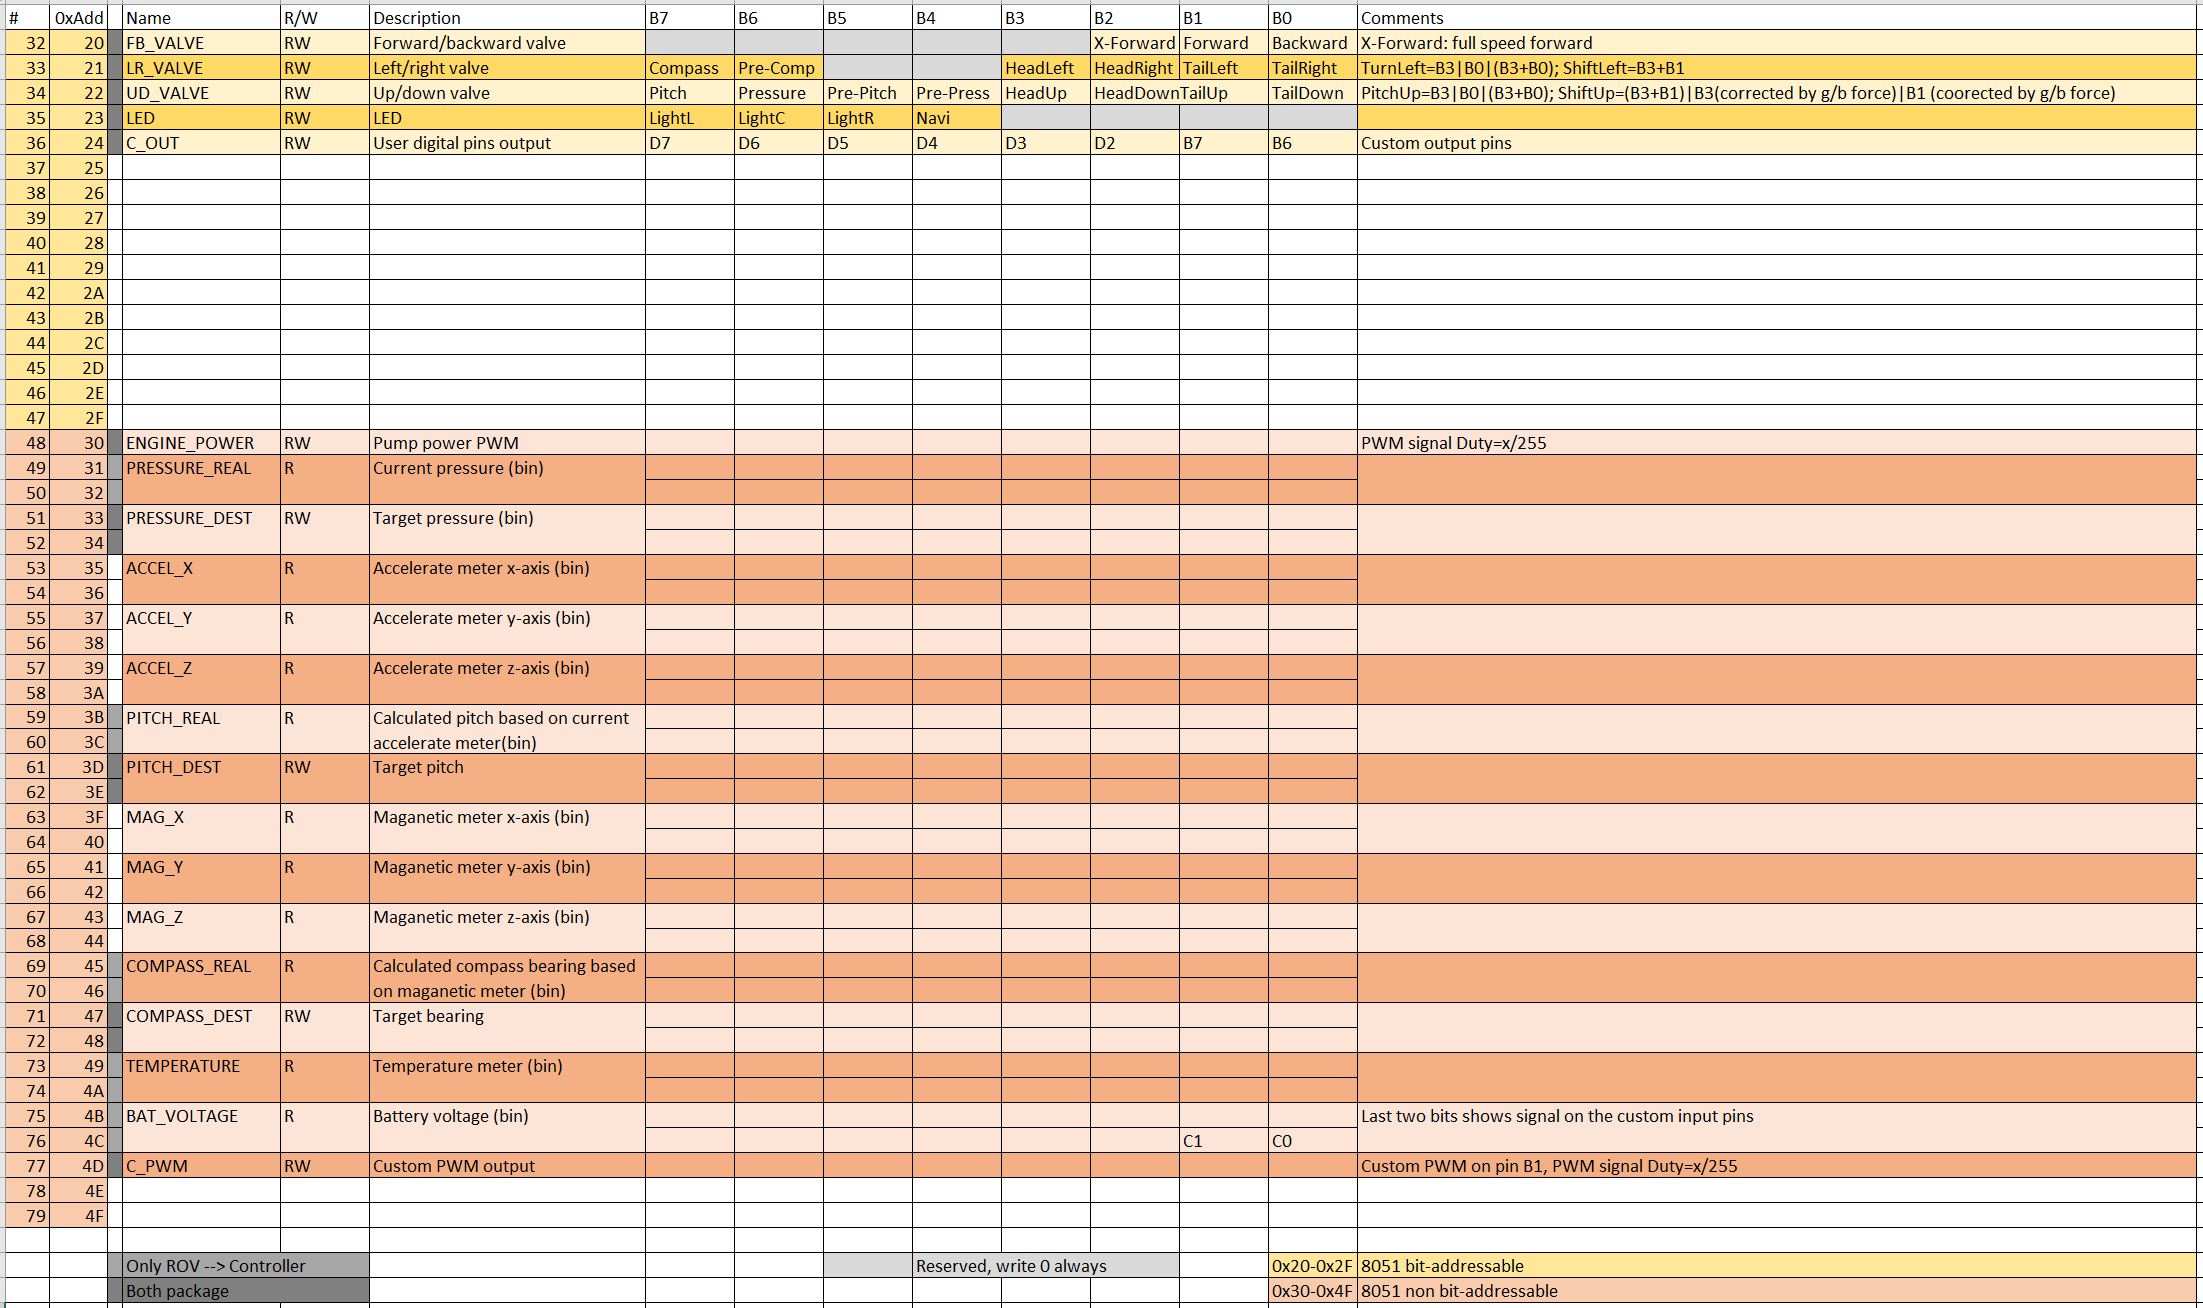 # 0xAdd Name R/W Description B7 B6 B5 B4 B3 B2 B1 B0 Comments
32 20 FB_VALVE RW Forward/backward valve X-Forward Forward Backward X-Forward: full speed forward
33 21 LR_VALVE RW Left/right valve Compass Pre-Comp HeadLeft HeadRight TailLeft TailRight TurnLeft=B3|B0|(B3+B0); ShiftLeft=B3+B1
34 22 UD_VALVE RW Up/down valve Pitch Pressure Pre-Pitch Pre-Press HeadUp HeadDown TailUp TailDown PitchUp=B3|B0|(B3+B0); ShiftUp=(B3+B1)|B3(corrected by g/b force)|B1 (coorected by g/b force)
35 23 LED RW LED LightL LightC LightR Navi
36 24 C_OUT RW User digital pins output D7 D6 D5 D4 D3 D2 B7 B6 Custom output pins
37 25
38 26
39 27
40 28
41 29
42 2A
43 2B
44 2C
45 2D
46 2E
47 2F
48 30 ENGINE_POWER RW Pump power PWM PWM signal Duty=x/255
49 31 PRESSURE_REAL R Current pressure (bin)
50 32
51 33 PRESSURE_DEST RW Target pressure (bin)
52 34
53 35 ACCEL_X R Accelerate meter x-axis (bin)
54 36
55 37 ACCEL_Y R Accelerate meter y-axis (bin)
56 38
57 39 ACCEL_Z R Accelerate meter z-axis (bin)
58 3A
59 3B PITCH_REAL R Calculated pitch based on current
60 3C accelerate meter(bin)
61 3D PITCH_DEST RW Target pitch
62 3E
63 3F MAG_X R Maganetic meter x-axis (bin)
64 40
65 41 MAG_Y R Maganetic meter y-axis (bin)
66 42
67 43 MAG_Z R Maganetic meter z-axis (bin)
68 44
69 45 COMPASS_REAL R Calculated compass bearing based
70 46 on maganetic meter (bin)
71 47 COMPASS_DEST RW Target bearing
72 48
73 49 TEMPERATURE R Temperature meter (bin)
74 4A
75 4B BAT_VOLTAGE R Battery voltage (bin) Last two bits shows signal on the custom input pins
76 4C C1 C0
77 4D C_PWM RW Custom PWM output Custom PWM on pin B1, PWM signal Duty=x/255
78 4E
79 4F
Only ROV --> Controller Reserved, write 0 always 0x20-0x2F 8051 bit-addressable
Both package 0x30-0x4F 8051 non bit-addressable